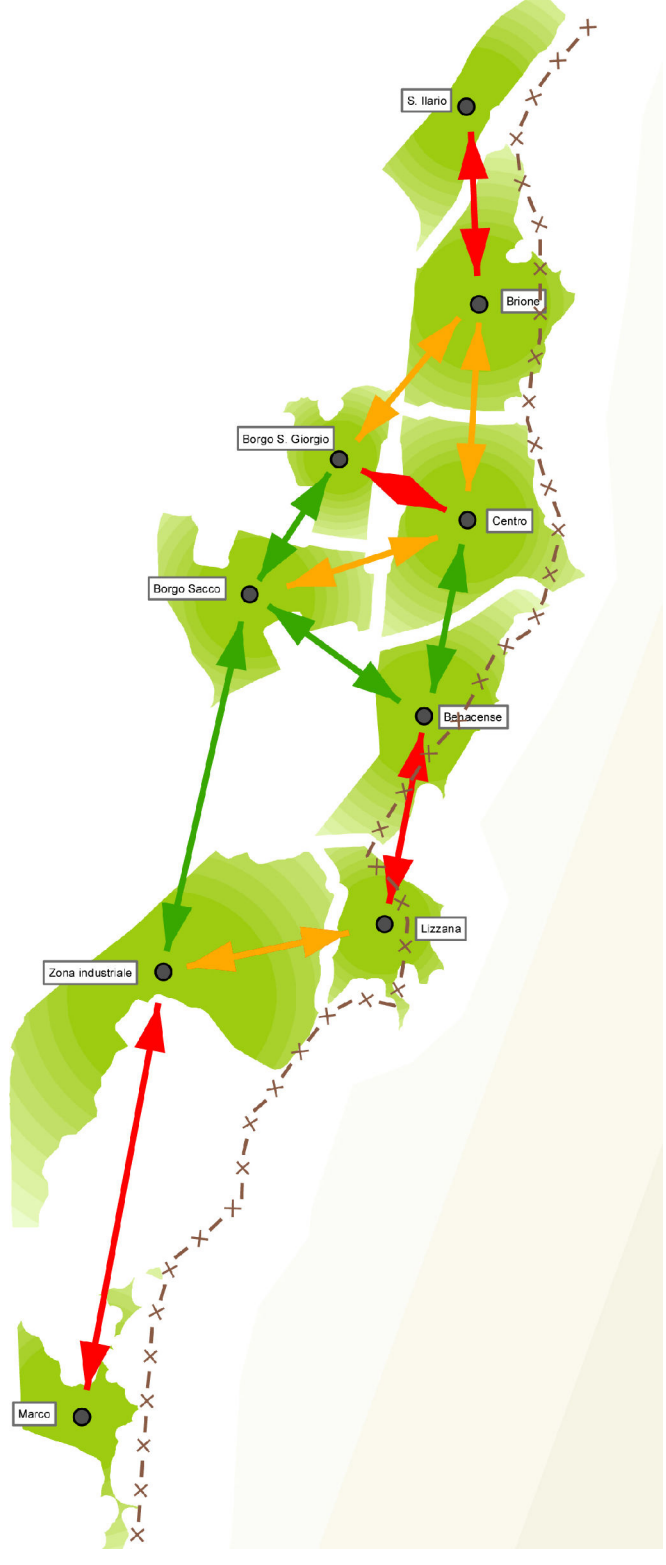 S. Ilario
Brione
Borgo S. Giorgio
Centro
Borgo Sacco
Benacense
Lizzana
Zona industriale
Marco